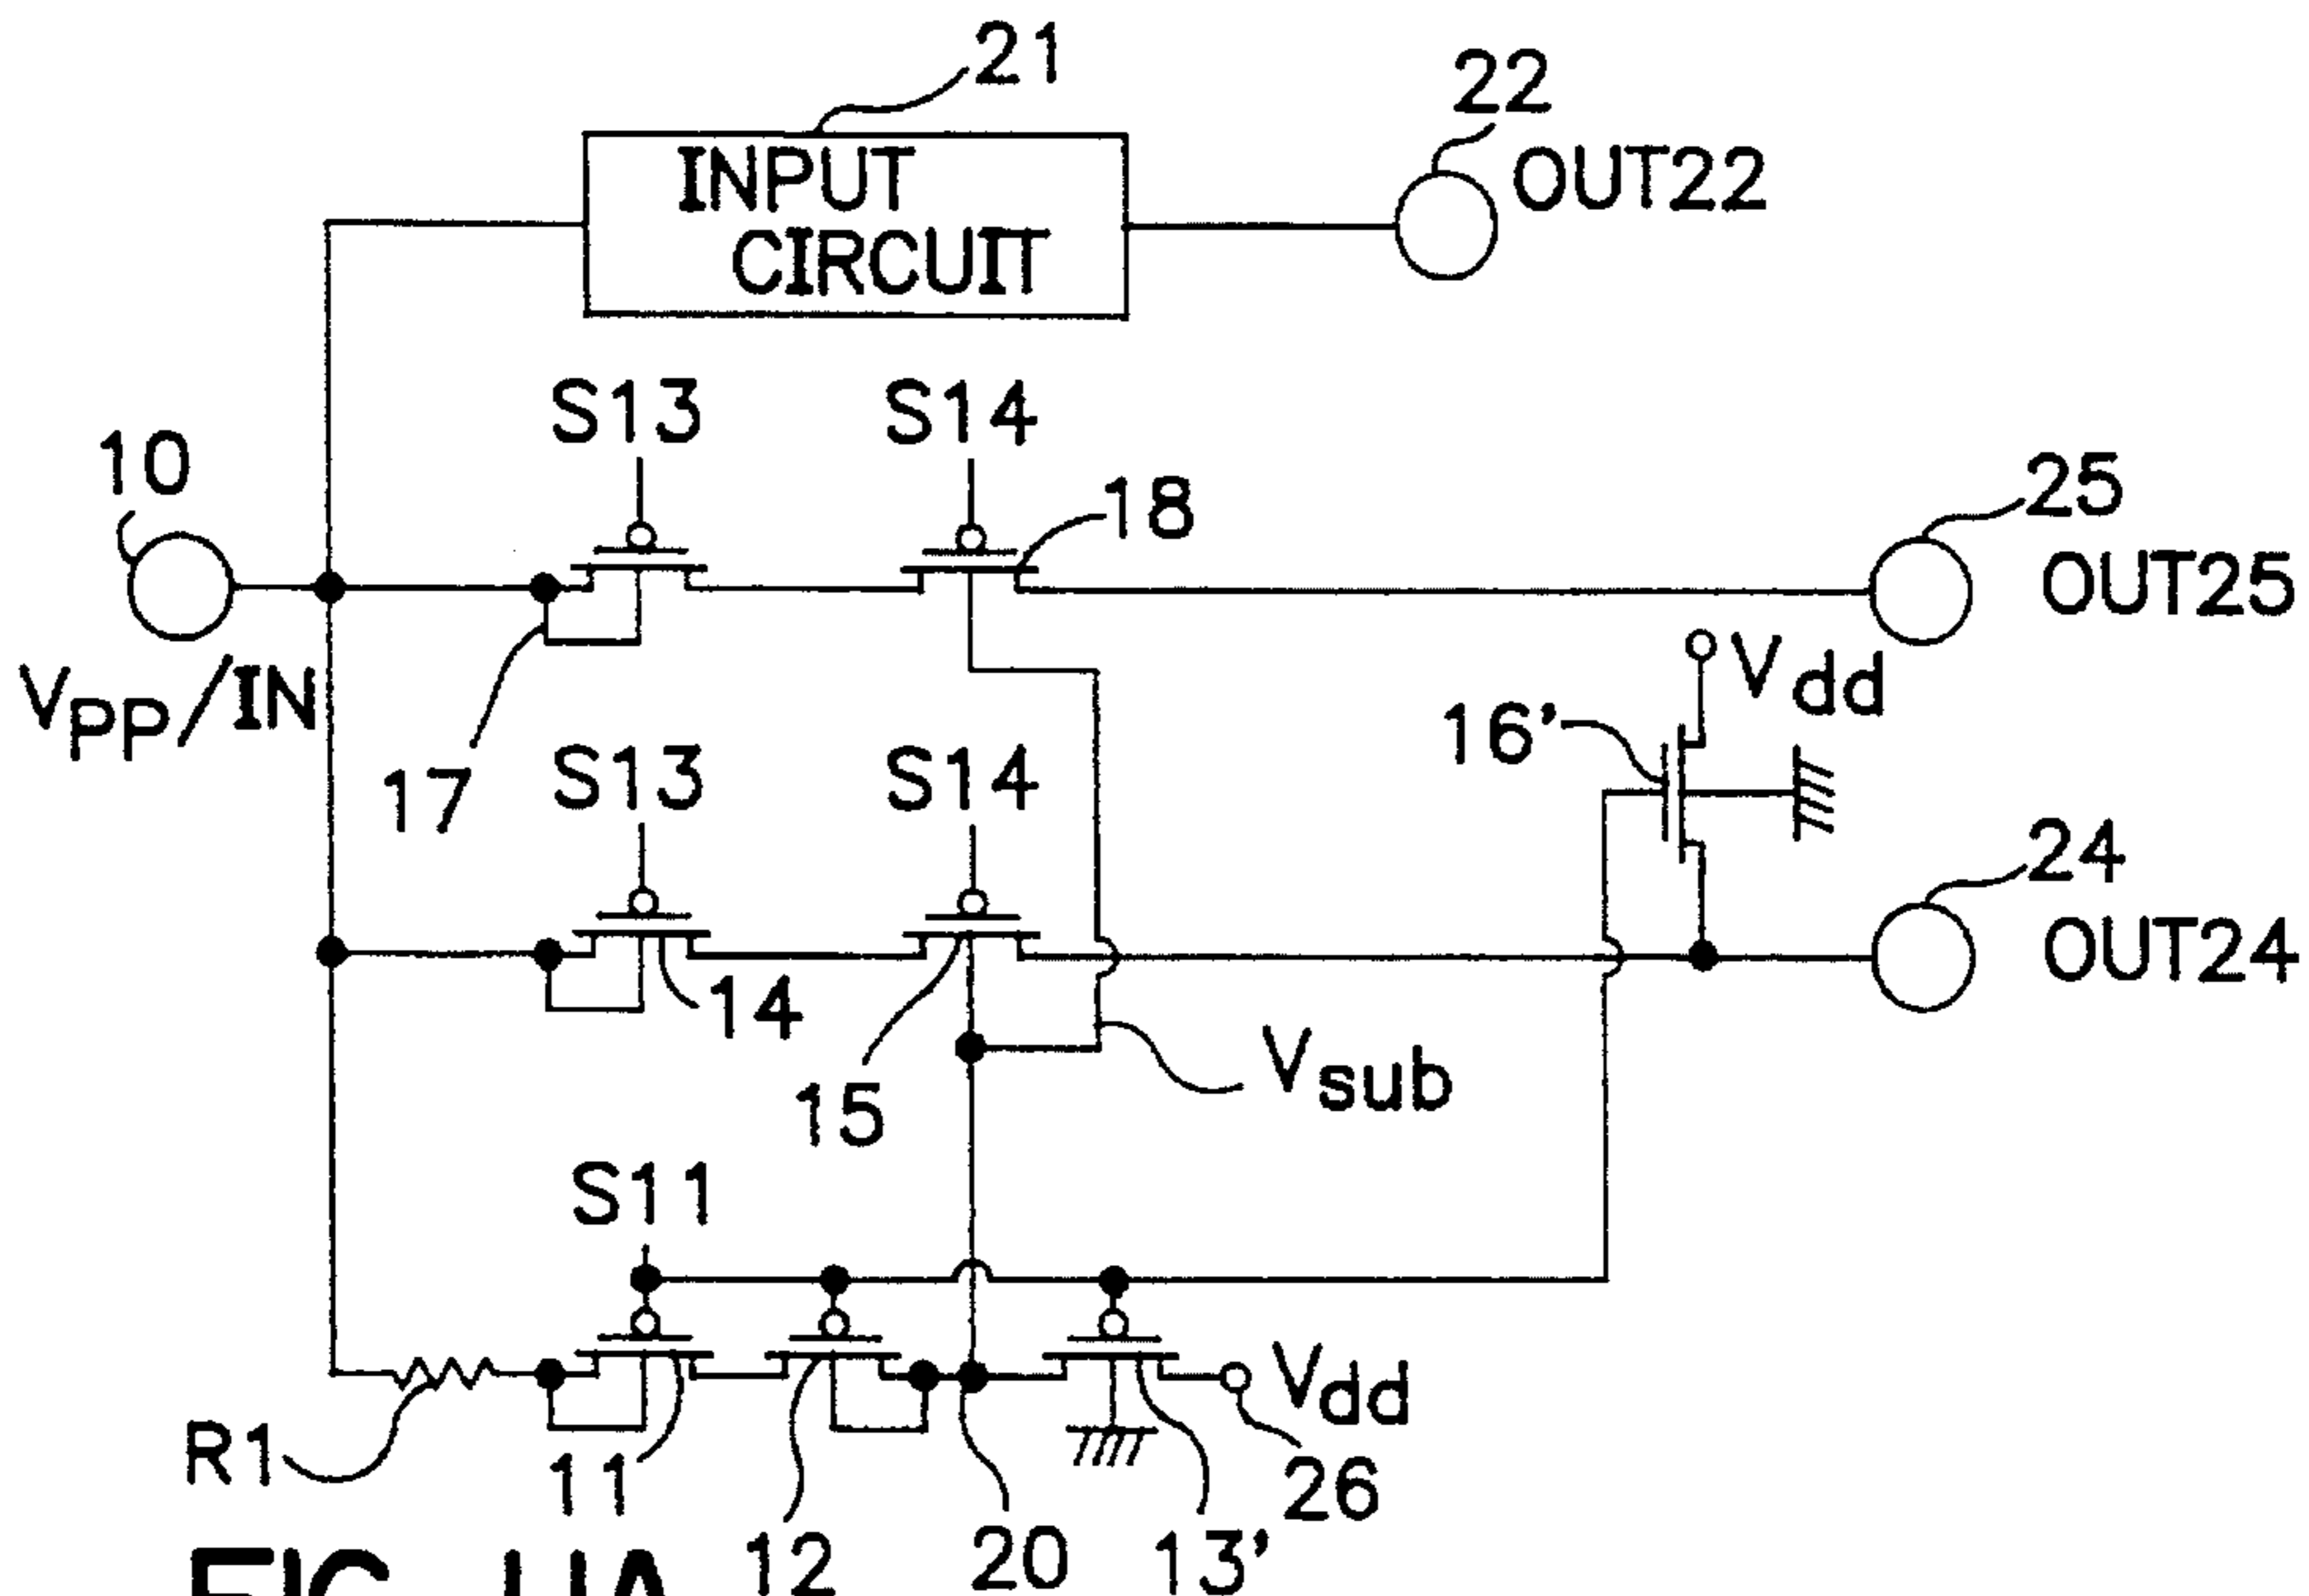 21
22
INPUT
CIRCUIT
OUT22
S13
S14
10
18
25
OUT25
VPP/IN
17
Vdd
16'
S13
S14
24
OUT24
14
15
Vsub
S11
Vdd
R1
11
12
20
13'
26